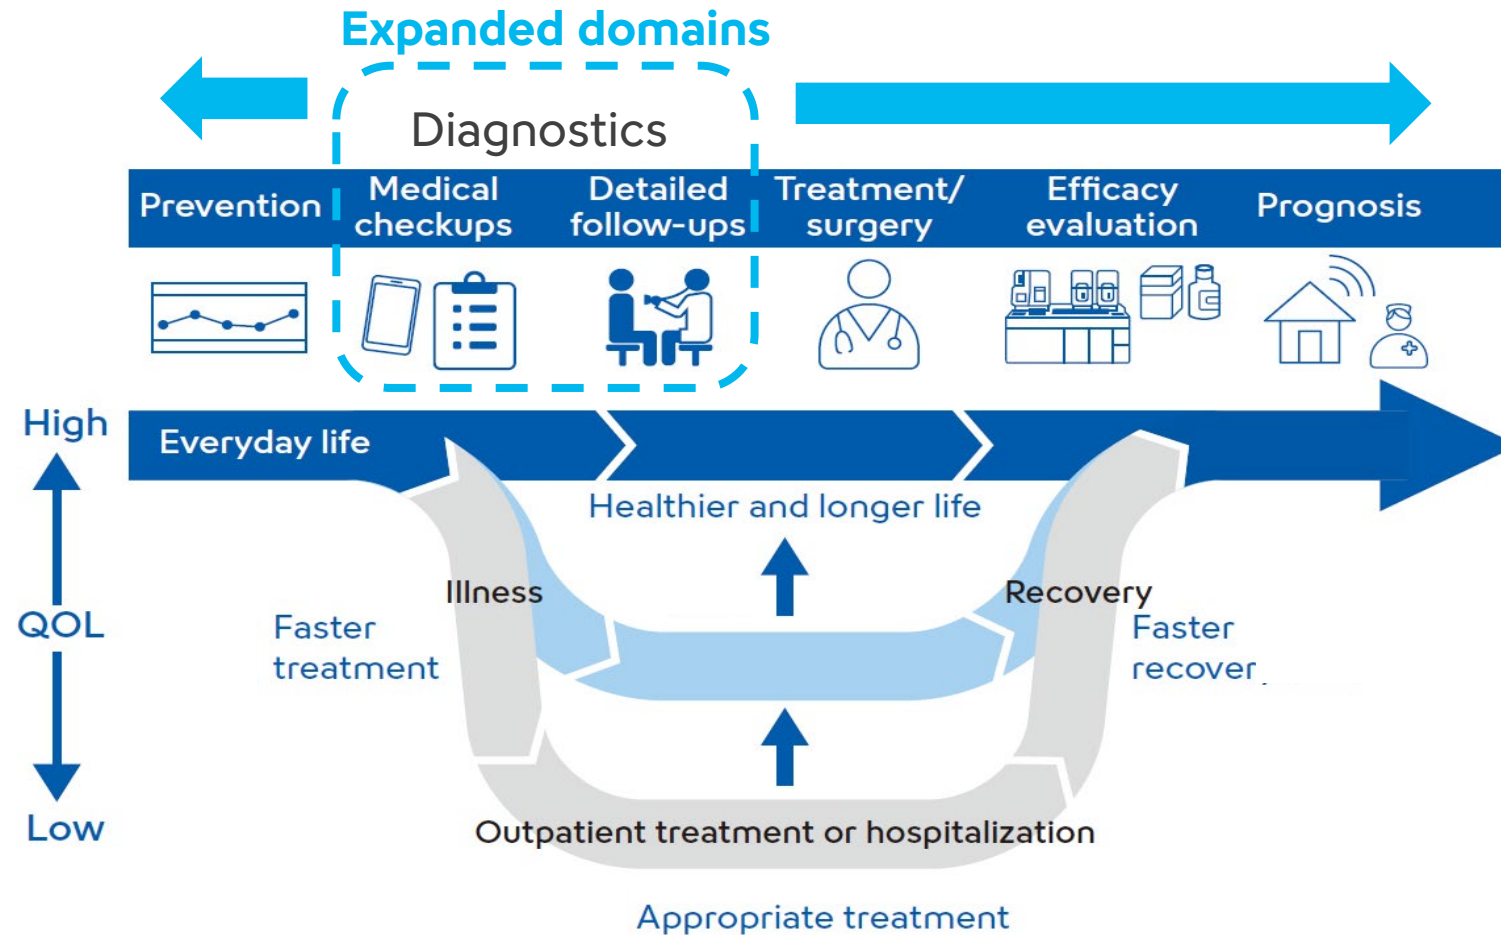 Expanded domains
Diagnostics
Prevention
Medical
checkups
Detailed
follow-ups
Treatment/
surgery
Efficacy
evaluation
Prognosis
High
Everyday life
Healthier and longer life
Illness
Recovery
QOL
Faster
treatment
Faster
recover
Low
Outpatient treatment or hospitalization
Appropriate treatment